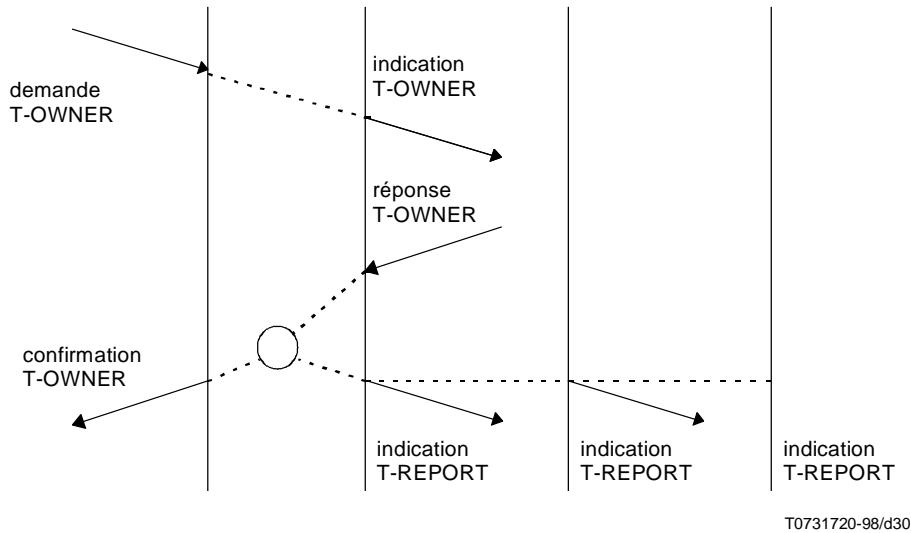 demande
T-OWNER
indication
T-OWNER
réponse
T-OWNER
confirmation
T-OWNER
indication
T-REPORT
indication
T-REPORT
indication
T-REPORT
T0731720-98/d30